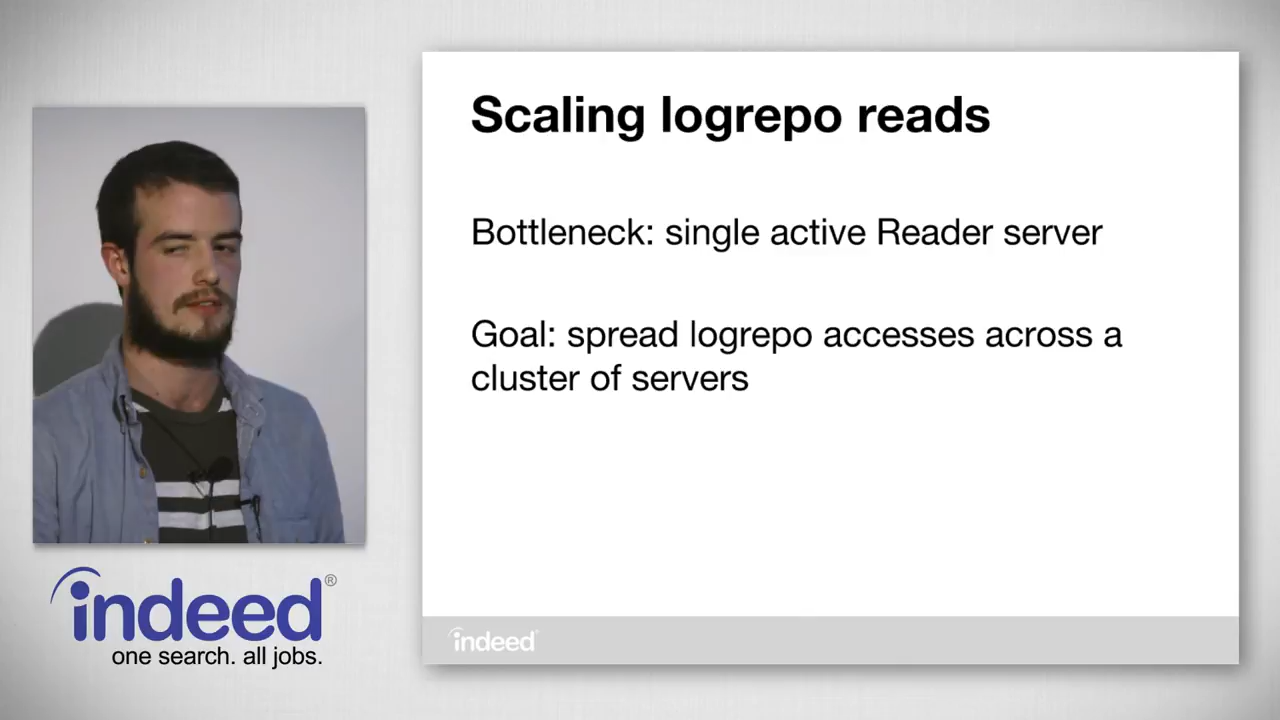 Scaling logrepo reads
Bottleneck: single active Reader server
Goal: spread logrepo accesses across a
cluster of servers
indeed®
one search. all jobs.
indeed